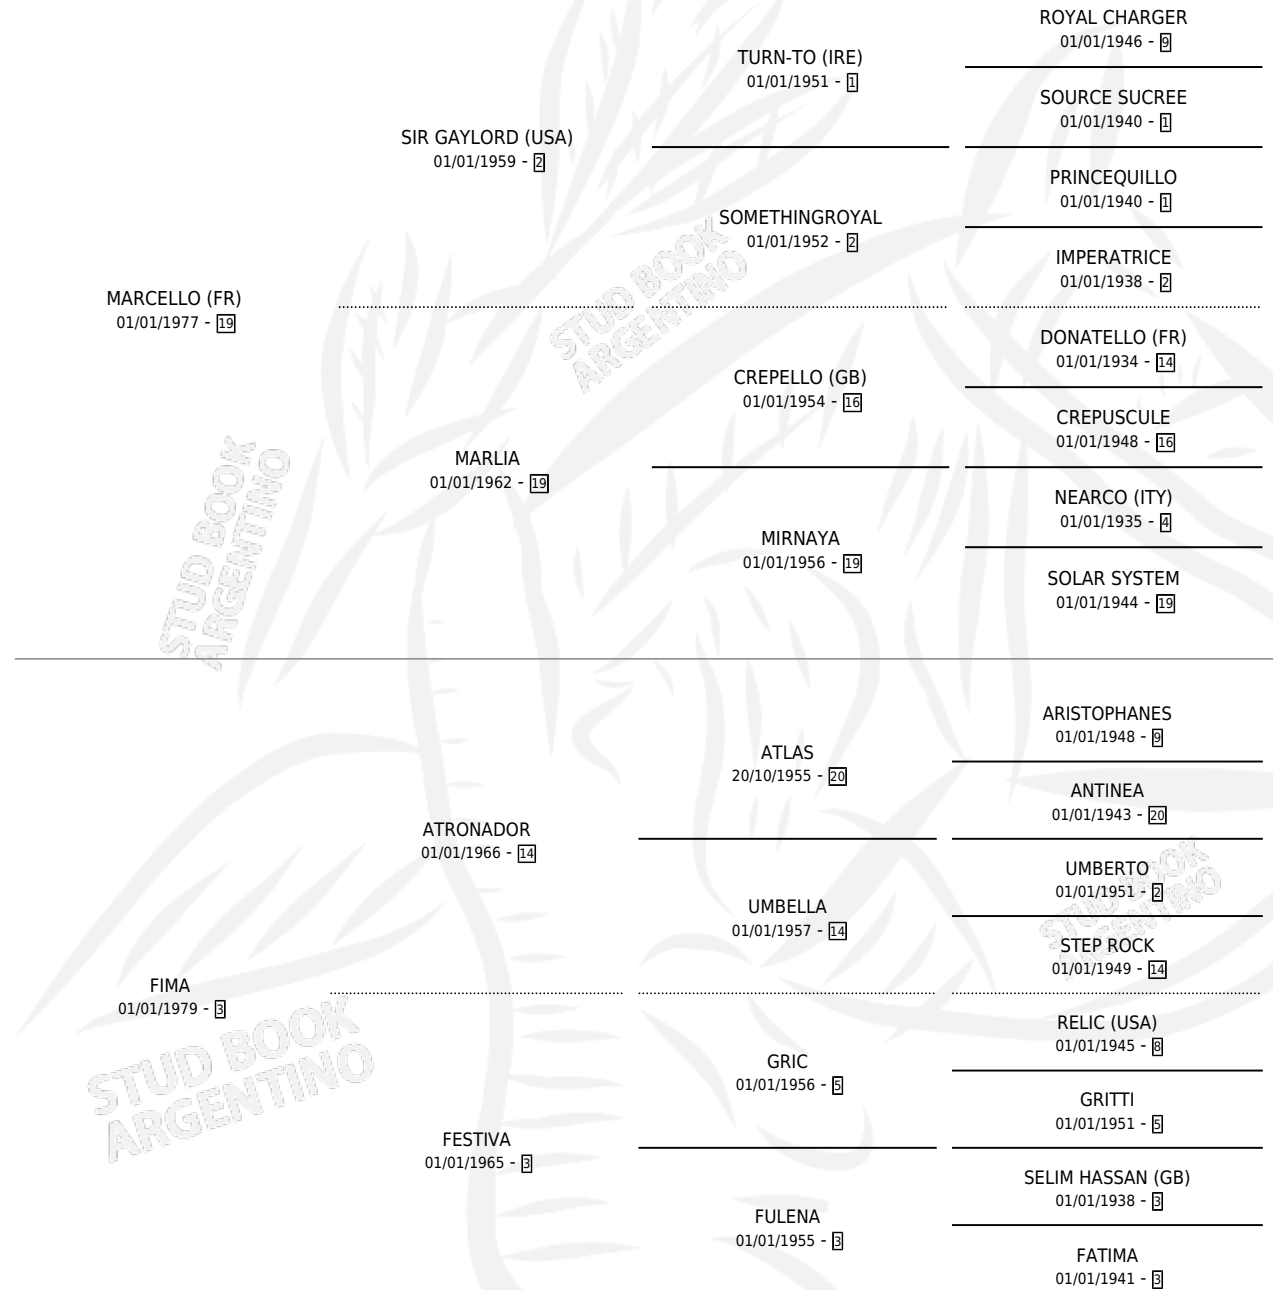 ROYAL CHARGER
01/01/1946 - 9
TURN-TO (IRE)
01/01/1951 - 1
SOURCE SUCREE
01/01/1940 - 1
SIR GAYLORD (USA)
01/01/1959 - 2
PRINCEQUILLO
01/01/1940 - 1
SOMETHINGROYAL
01/01/1952 - 2
IMPERATRICE
01/01/1938 - 2
STUD BOOK
ARGENTINO
MARCELLO (FR)
01/01/1977 - 19
DONATELLO (FR)
01/01/1934 - 14
CREPELLO (GB)
01/01/1954 - 16
CREPUSCULE
01/01/1948 - 16
MARLIA
01/01/1962 - 19
NEARCO (ITY)
01/01/1935 - 4
MIRNAYA
01/01/1956 - 19
SOLAR SYSTEM
01/01/1944 - 19
STUD BOOK
ARGENTINO
ARISTOPHANES
01/01/1948 - 9
ATLAS
20/10/1955 - 20
ANTINEA
01/01/1943 - 20
ATRONADOR
01/01/1966 - 14
UMBERTO
01/01/1951 - 2
UMBELLA
01/01/1957 - 14
STEP ROCK
01/01/1949 - 14
STUD BOOK
ARGENTINO
FIMA
01/01/1979 - 3
RELIC (USA)
01/01/1945 - 8
GRIC
01/01/1956 - 5
GRITTI
01/01/1951 - 5
STUD BOOK
ARGENTINO
FESTIVA
01/01/1965 - 3
SELIM HASSAN (GB)
01/01/1938 - 3
FULENA
01/01/1955 - 3
FATIMA
01/01/1941 - 3